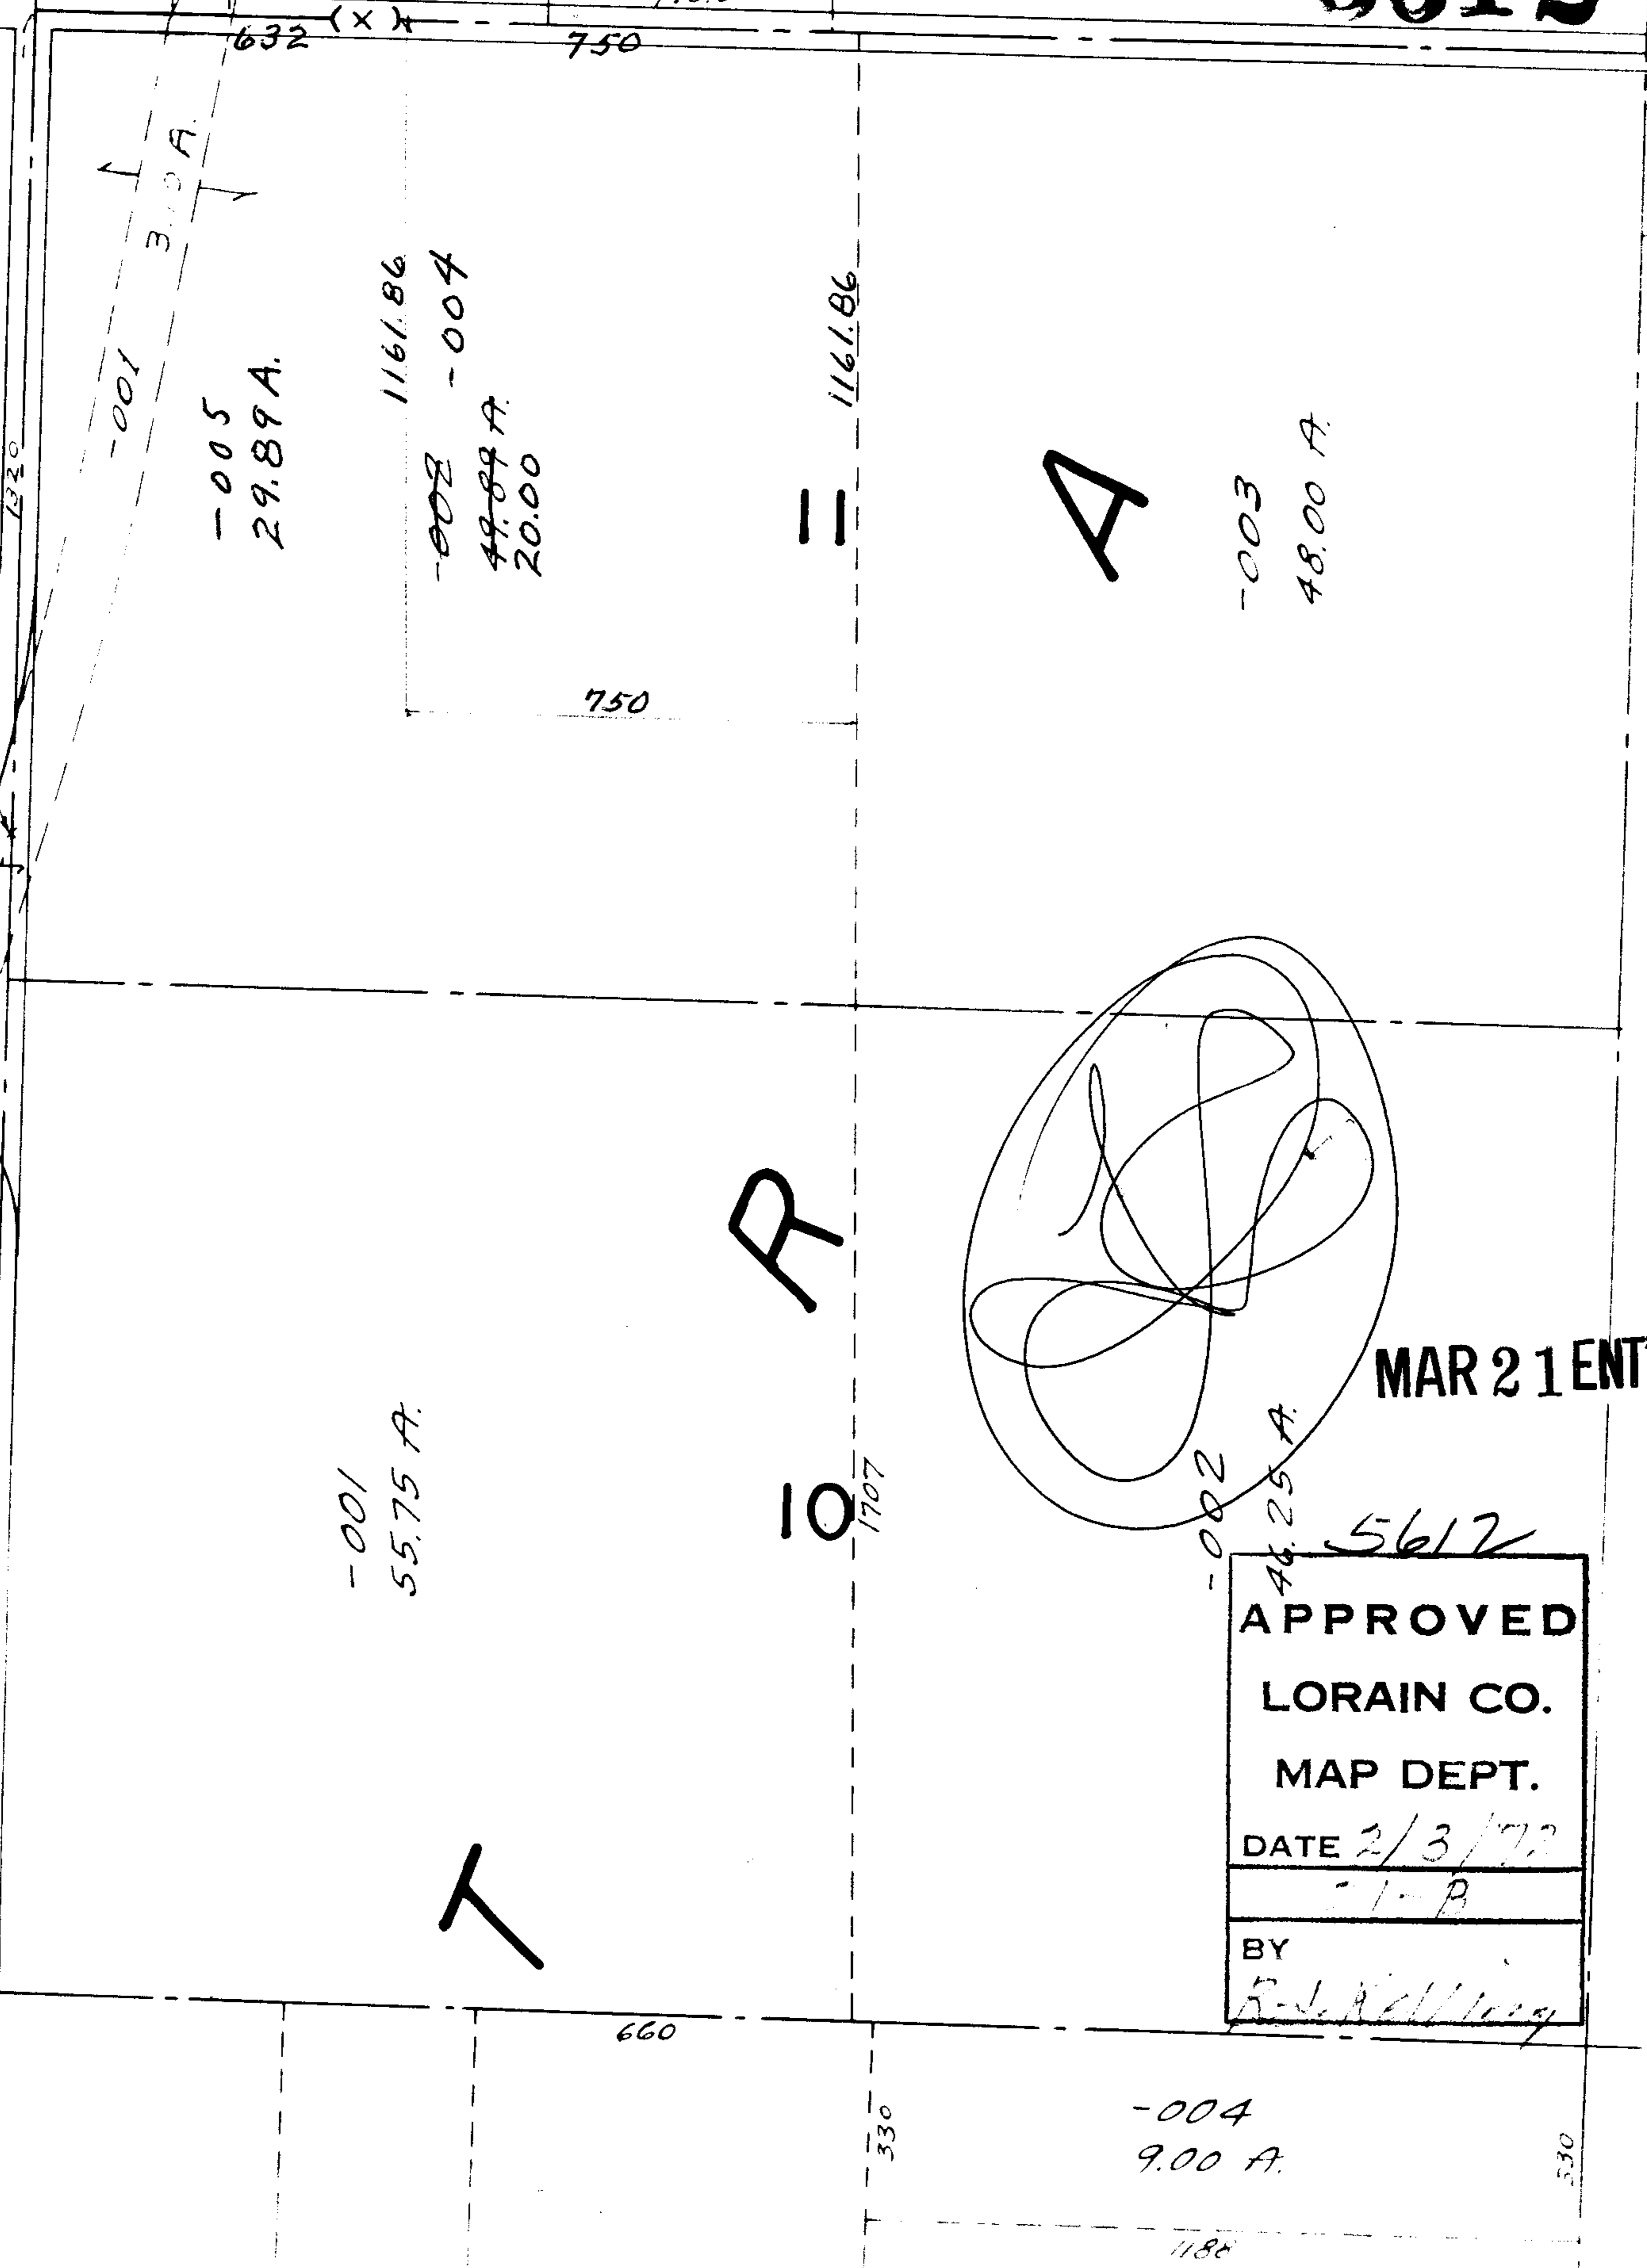 632 (x)
750
3. A.
-001
1320
-005
29.89 A.
1161.86
-002 -004
49.89 A.
20.00
1161.86
11
A
-003
48.00 A.
750
R
MAR 21 ENT
-001
55.75 A.
10
1707
-002
46.25 A.
5612
APPROVED
LORAIN CO.
MAP DEPT.
DATE 2/3/72
BY
T
660
330
-004
9.00 A.
330
1188